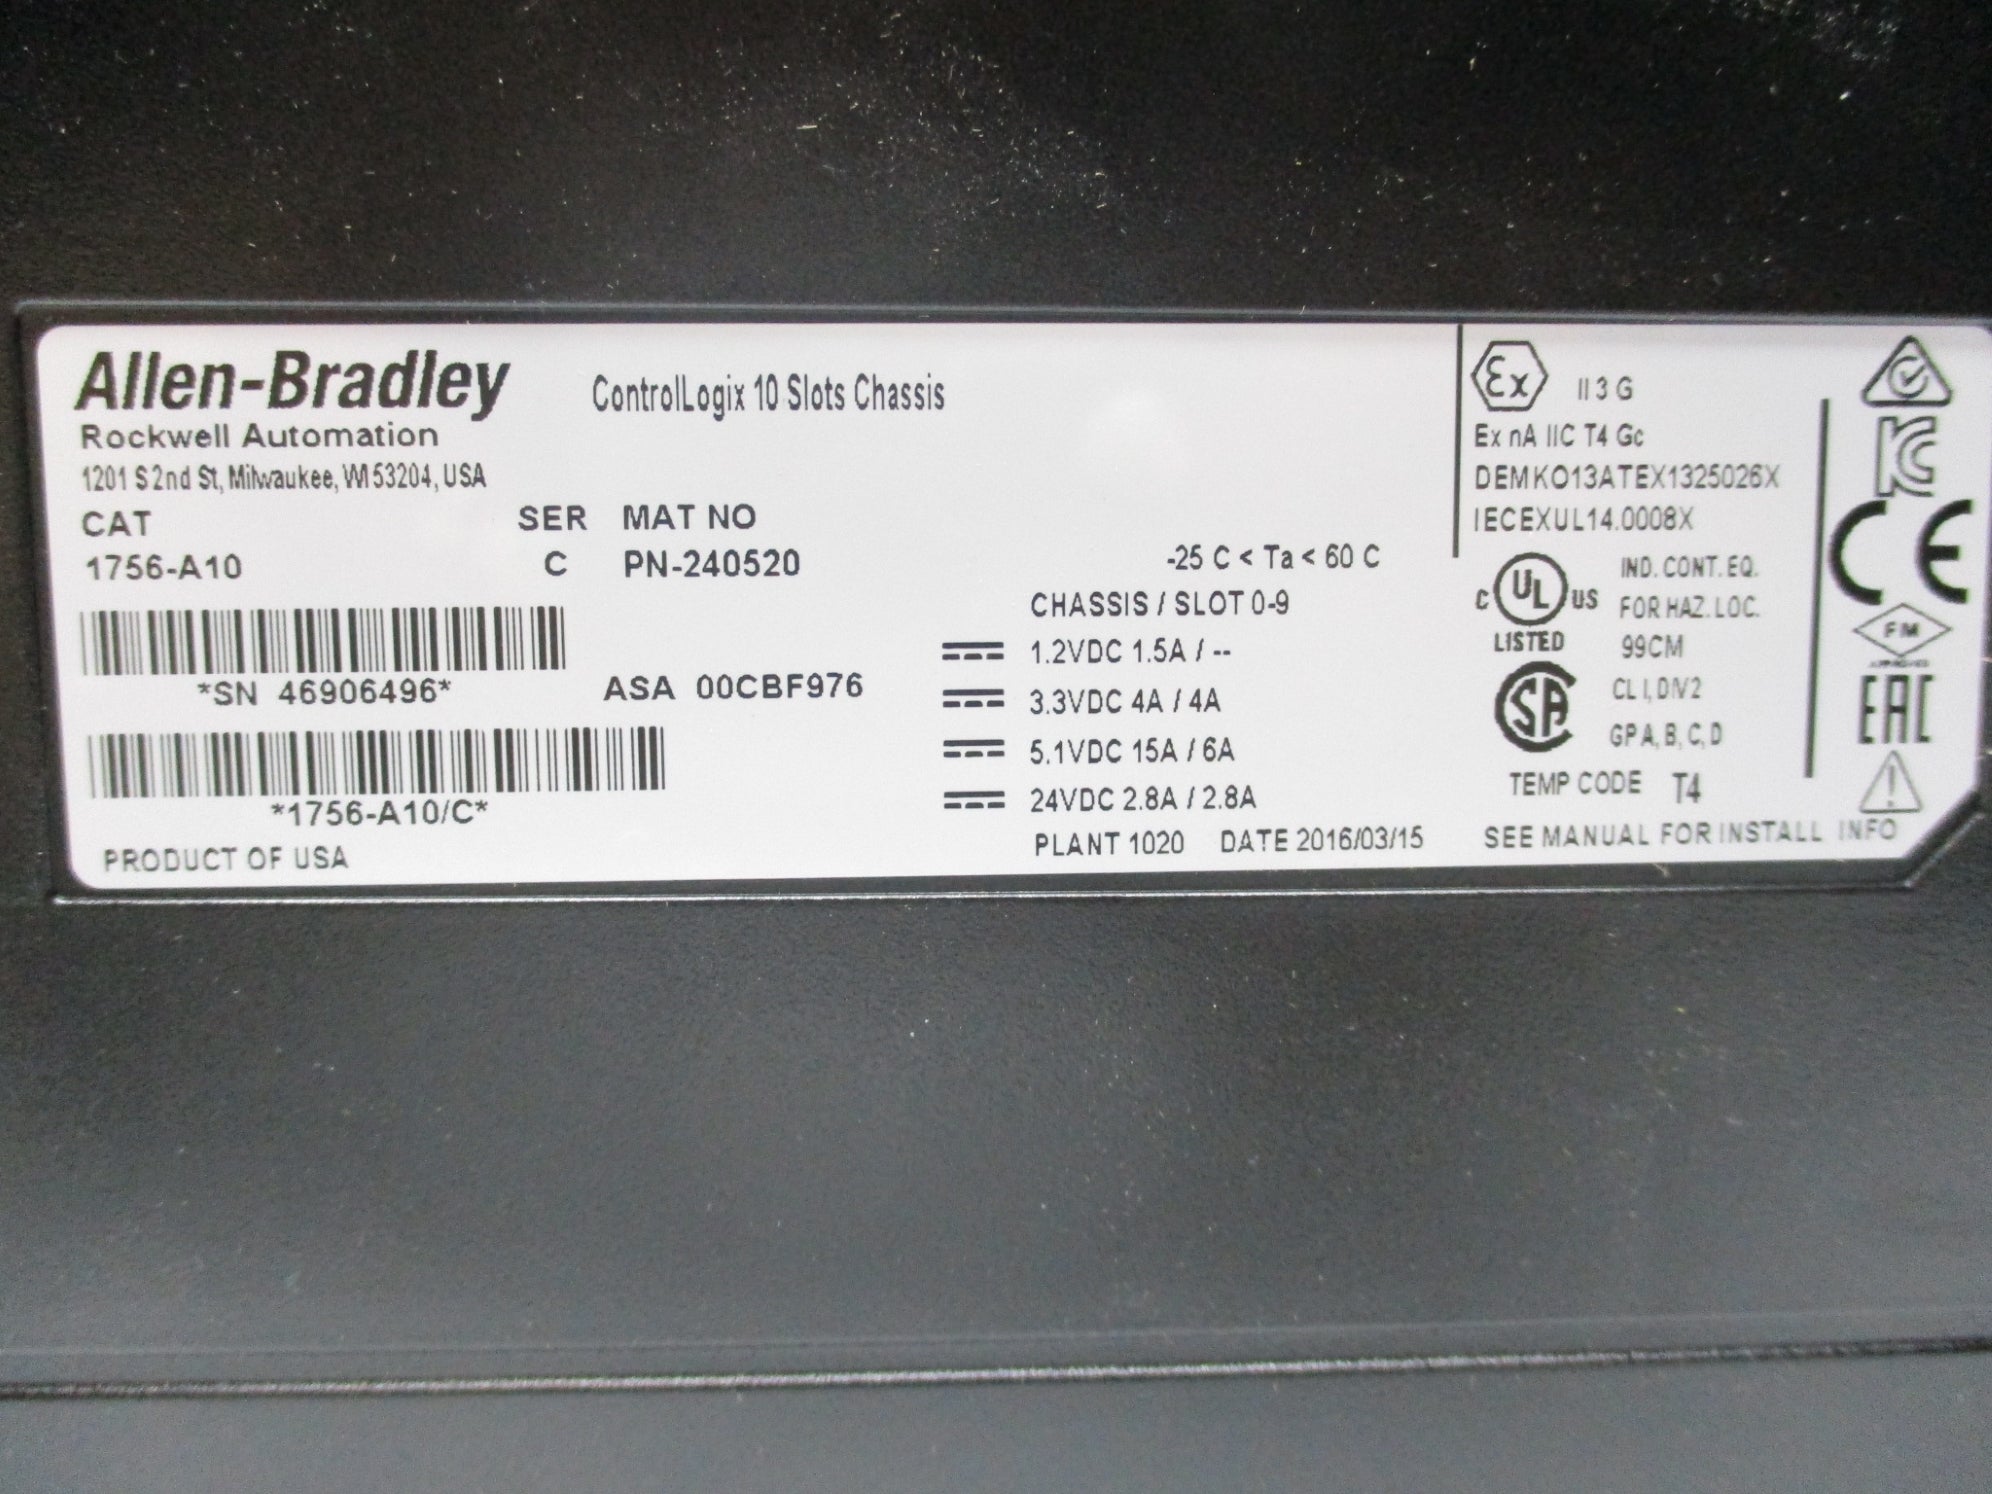 Allen-Bradley
ControlLogix 10 Slots Chassis
Rockwell Automation
1201 S 2nd St, Milwaukee, WI 53204, USA
CAT SER MAT NO
1756-A10 C PN-240520
*SN 46906496*
ASA 00CBF976
*1756-A10/C*
PRODUCT OF USA
-25 C < Ta < 60 C
CHASSIS / SLOT 0-9
1.2VDC 1.5A / --
3.3VDC 4A / 4A
5.1VDC 15A / 6A
24VDC 2.8A / 2.8A
PLANT 1020 DATE 2016/03/15
Ex II 3 G
Ex nA IIC T4 Gc
DEMKO13ATEX1325026X
IECEXUL14.0008X
C UL US
LISTED
IND. CONT. EQ.
FOR HAZ. LOC.
99CM
SA
CL I, DIV2
GP A, B, C, D
TEMP CODE T4
SEE MANUAL FOR INSTALL INFO
KC
CE
FM
APPROVED
EAC